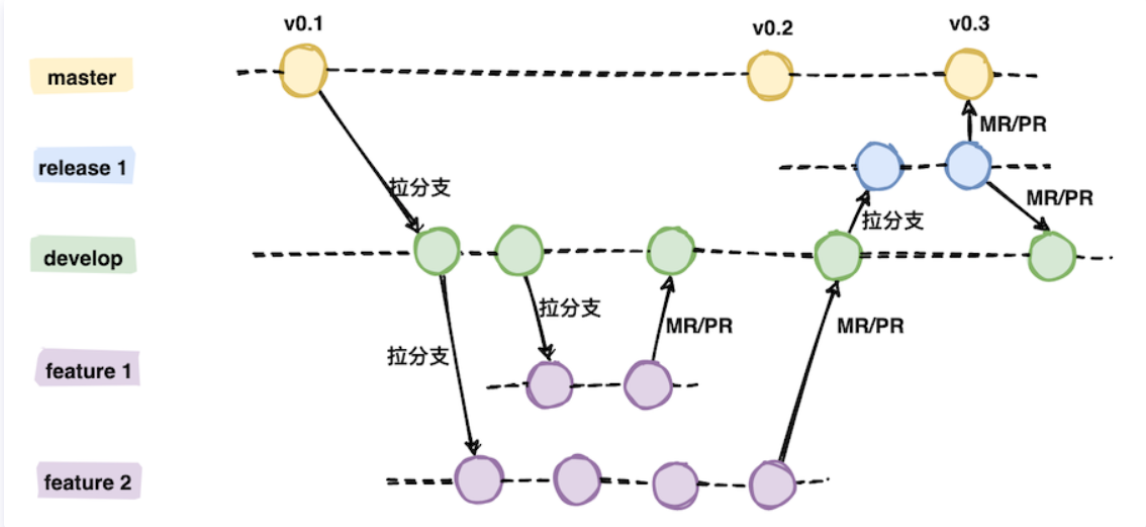 v0.1
v0.2
v0.3
master
MR/PR
release 1
拉分支
MR/PR
拉分支
develop
拉分支
MR/PR
MR/PR
拉分支
feature 1
feature 2